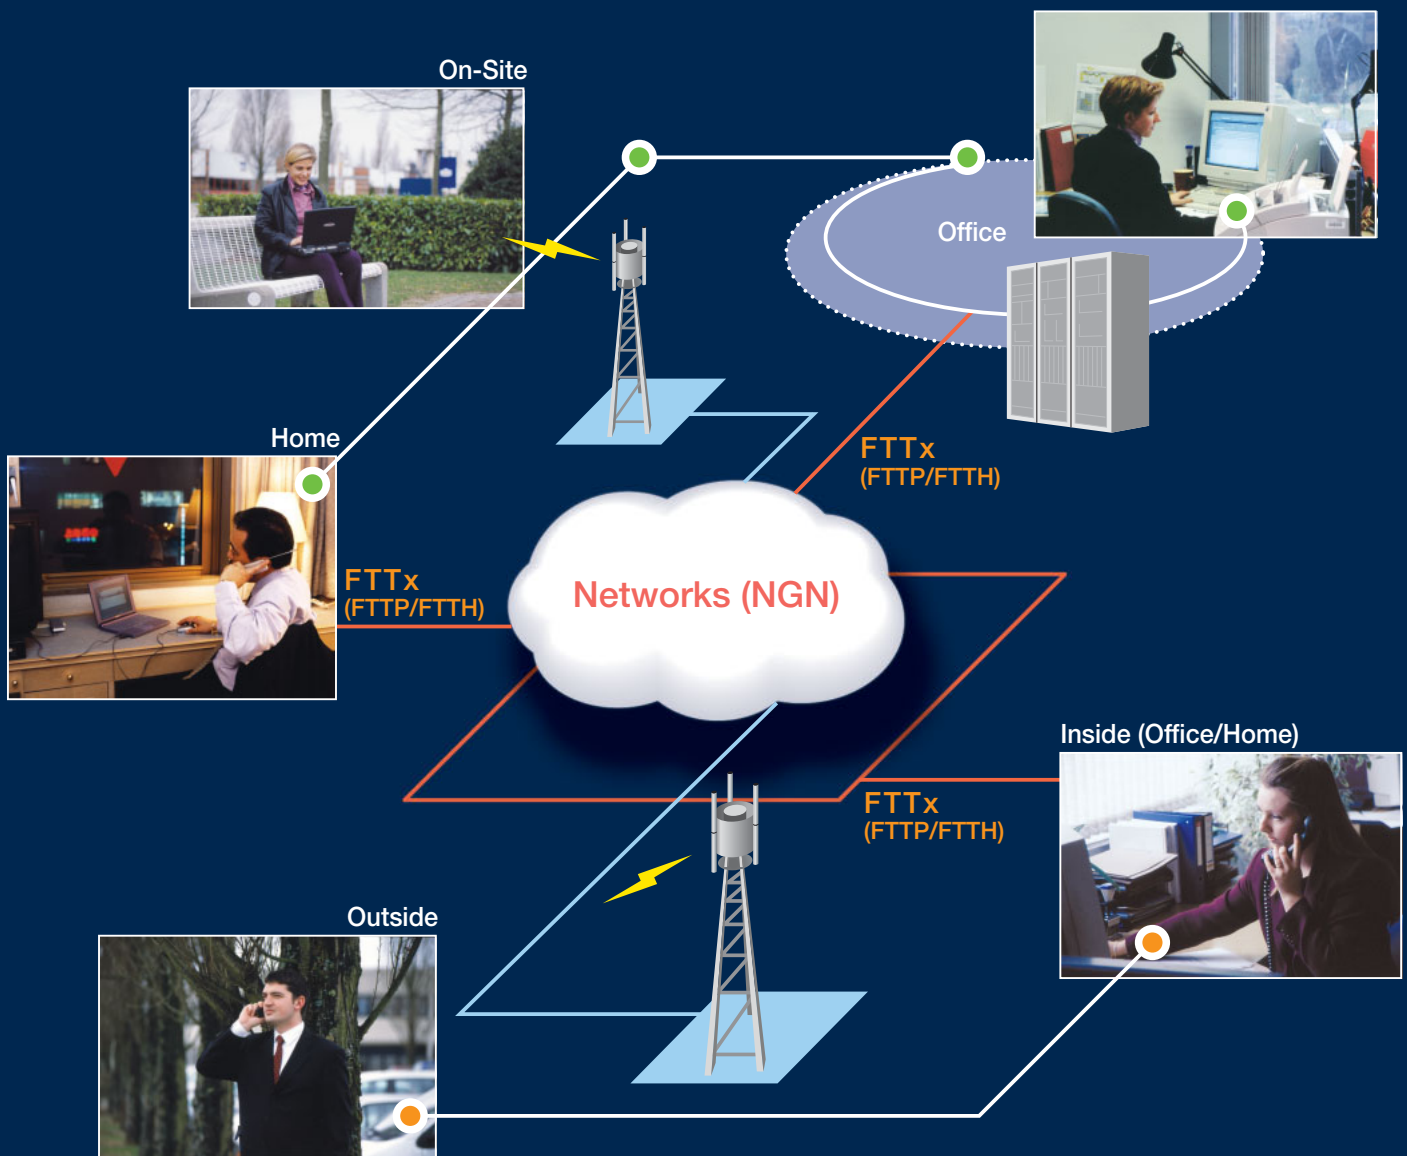 On-Site
Office
Home
FTTx
(FTTP/FTTH)
FTTx
(FTTP/FTTH)
Networks (NGN)
Inside (Office/Home)
FTTx
(FTTP/FTTH)
Outside